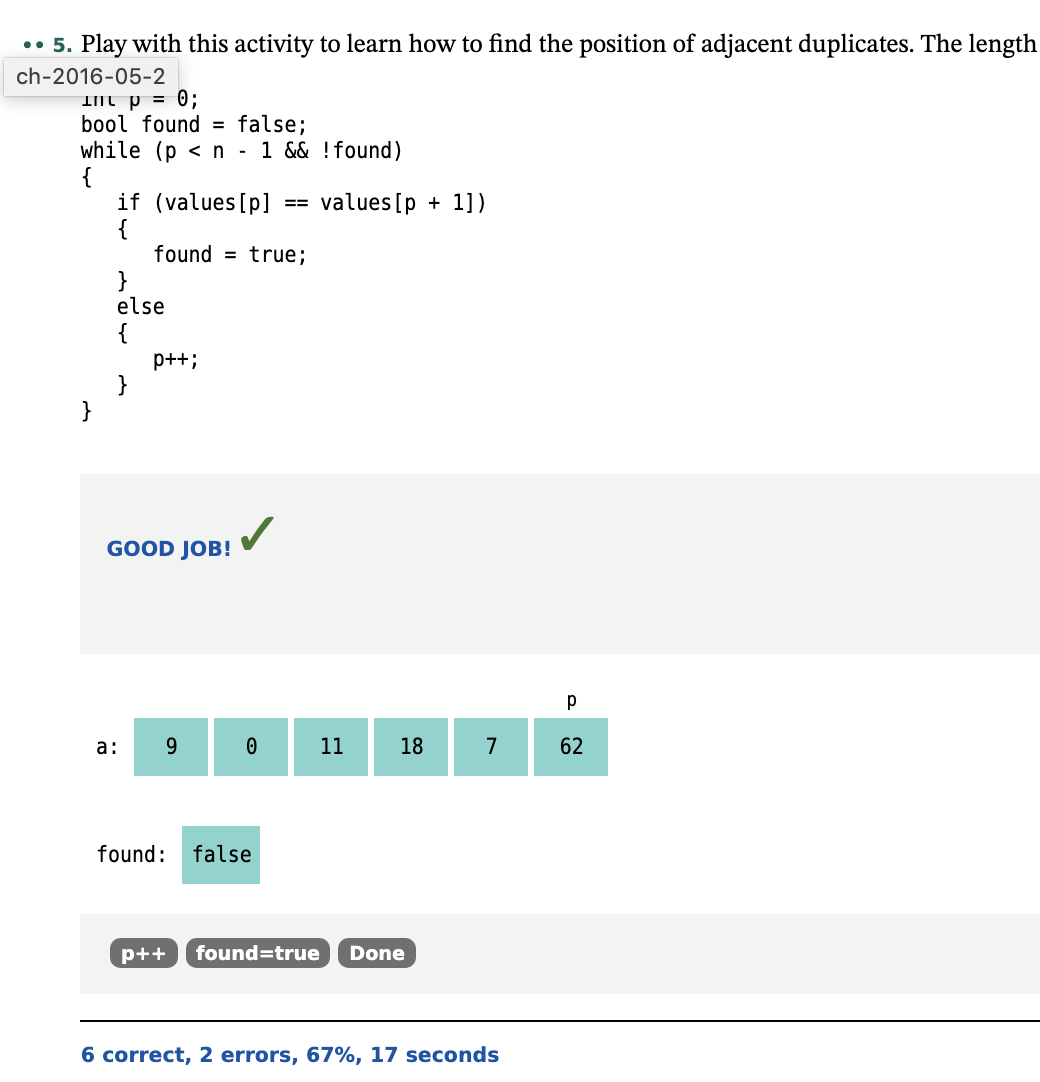 •• 5. Play with this activity to learn how to find the position of adjacent duplicates. The length
ch-2016-05-2
int p = 0;
bool found = false;
while (p < n - 1 && !found)
{
   if (values[p] == values[p + 1])
   {
      found = true;
   }
   else
   {
      p++;
   }
}
GOOD JOB! ✓
p
a: 9 0 11 18 7 62
found: false
p++ found=true Done
6 correct, 2 errors, 67%, 17 seconds